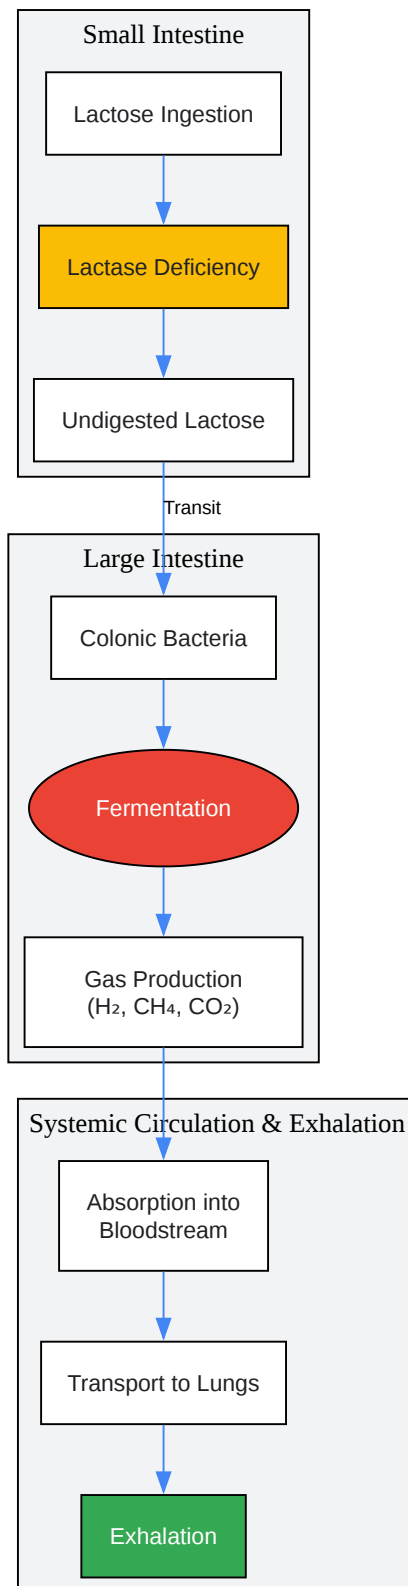 Small Intestine
Lactose Ingestion
Lactase Deficiency
Undigested Lactose
Transit
Large Intestine
Colonic Bacteria
Fermentation
Gas Production
(H₂, CH₄, CO₂)
Systemic Circulation & Exhalation
Absorption into
Bloodstream
Transport to Lungs
Exhalation